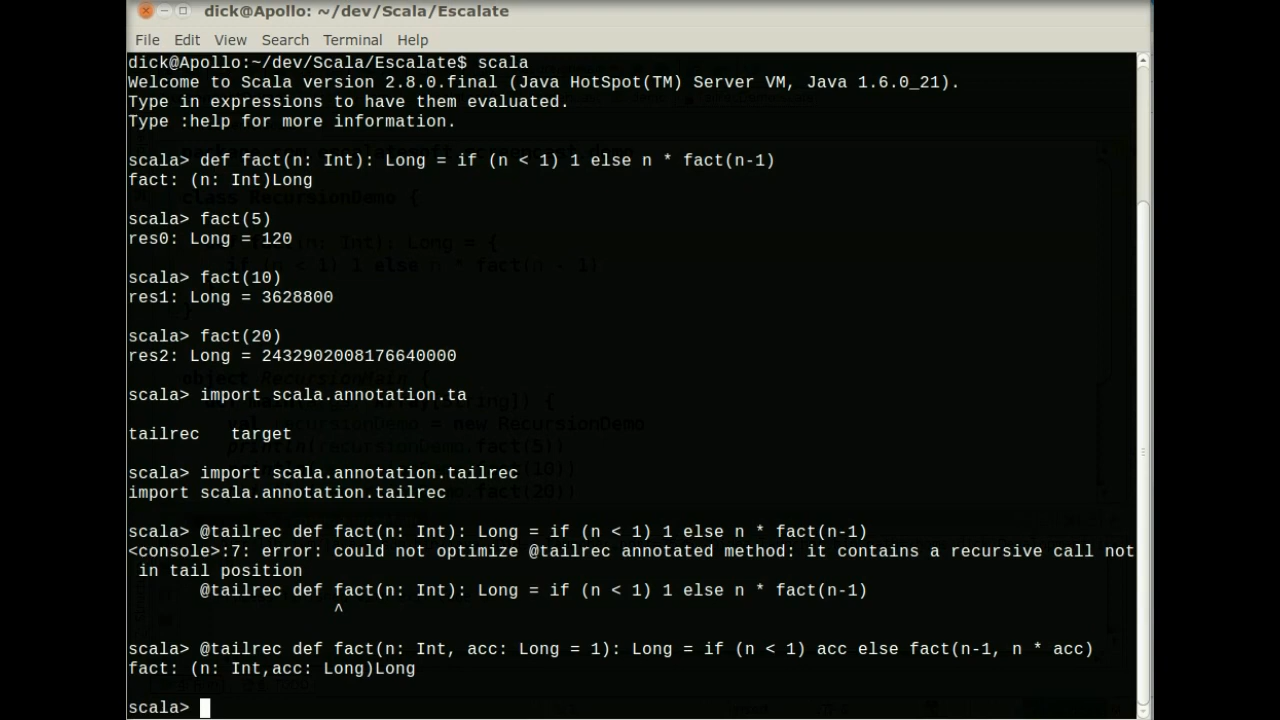 dick@Apollo: ~/dev/Scala/Escalate
File Edit View Search Terminal Help
dick@Apollo:~/dev/Scala/Escalate$ scala
Welcome to Scala version 2.8.0.final (Java HotSpot(TM) Server VM, Java 1.6.0_21).
Type in expressions to have them evaluated.
Type :help for more information.
scala> def fact(n: Int): Long = if (n < 1) 1 else n * fact(n-1)
fact: (n: Int)Long
scala> fact(5)
res0: Long = 120
scala> fact(10)
res1: Long = 3628800
scala> fact(20)
res2: Long = 2432902008176640000
scala> import scala.annotation.ta
tailrec   target
scala> import scala.annotation.tailrec
import scala.annotation.tailrec
scala> @tailrec def fact(n: Int): Long = if (n < 1) 1 else n * fact(n-1)
<console>:7: error: could not optimize @tailrec annotated method: it contains a recursive call not
 in tail position
       @tailrec def fact(n: Int): Long = if (n < 1) 1 else n * fact(n-1)
                    ^
scala> @tailrec def fact(n: Int, acc: Long = 1): Long = if (n < 1) acc else fact(n-1, n * acc)
fact: (n: Int,acc: Long)Long
scala>